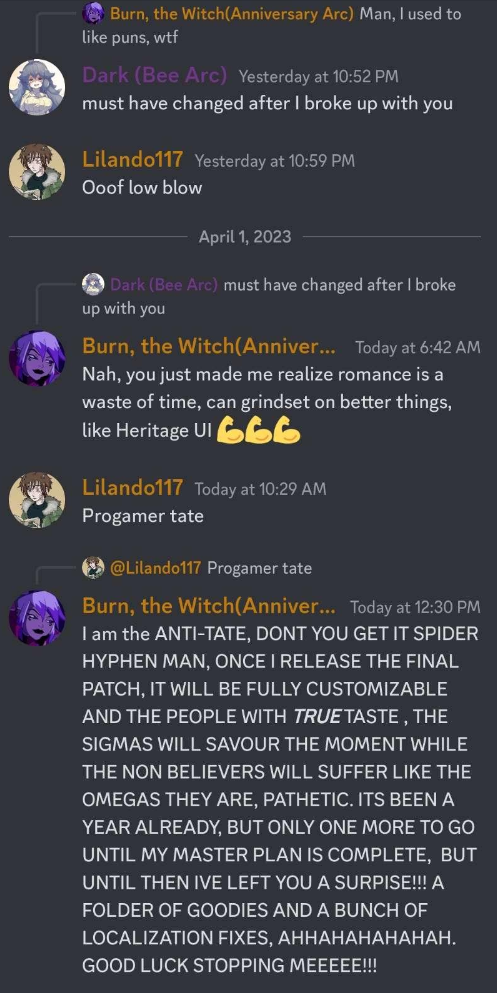 Burn, the Witch(Anniversary Arc) Man, I used to
like puns, wtf
Dark (Bee Arc) Yesterday at 10:52 PM
must have changed after I broke up with you
Lilando117 Yesterday at 10:59 PM
Ooof low blow
April 1, 2023
Dark (Bee Arc) must have changed after I broke
up with you
Burn, the Witch(Anniver... Today at 6:42 AM
Nah, you just made me realize romance is a
waste of time, can grindset on better things,
like Heritage UI 💪💪💪
Lilando117 Today at 10:29 AM
Progamer tate
@Lilando117 Progamer tate
Burn, the Witch(Anniver... Today at 12:30 PM
I am the ANTI-TATE, DONT YOU GET IT SPIDER
HYPHEN MAN, ONCE I RELEASE THE FINAL
PATCH, IT WILL BE FULLY CUSTOMIZABLE
AND THE PEOPLE WITH TRUE TASTE , THE
SIGMAS WILL SAVOUR THE MOMENT WHILE
THE NON BELIEVERS WILL SUFFER LIKE THE
OMEGAS THEY ARE, PATHETIC. ITS BEEN A
YEAR ALREADY, BUT ONLY ONE MORE TO GO
UNTIL MY MASTER PLAN IS COMPLETE, BUT
UNTIL THEN IVE LEFT YOU A SURPISE!!! A
FOLDER OF GOODIES AND A BUNCH OF
LOCALIZATION FIXES, AHHAHAHAHAHAH.
GOOD LUCK STOPPING MEEEEE!!!